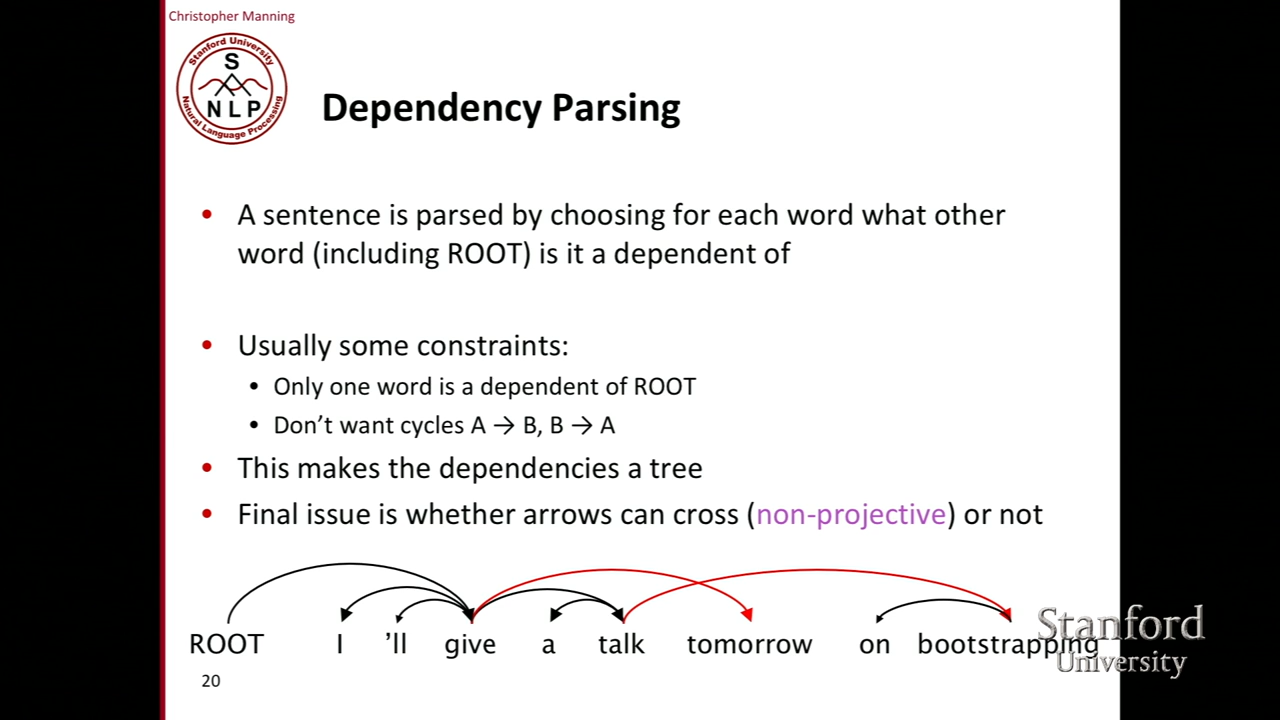 Christopher Manning
Stanford University
S
NLP
Natural Language Processing
Dependency Parsing
• A sentence is parsed by choosing for each word what other
word (including ROOT) is it a dependent of
• Usually some constraints:
• Only one word is a dependent of ROOT
• Don’t want cycles A → B, B → A
• This makes the dependencies a tree
• Final issue is whether arrows can cross (non-projective) or not
ROOT I ’ll give a talk tomorrow on bootstrapping
Stanford
University
20